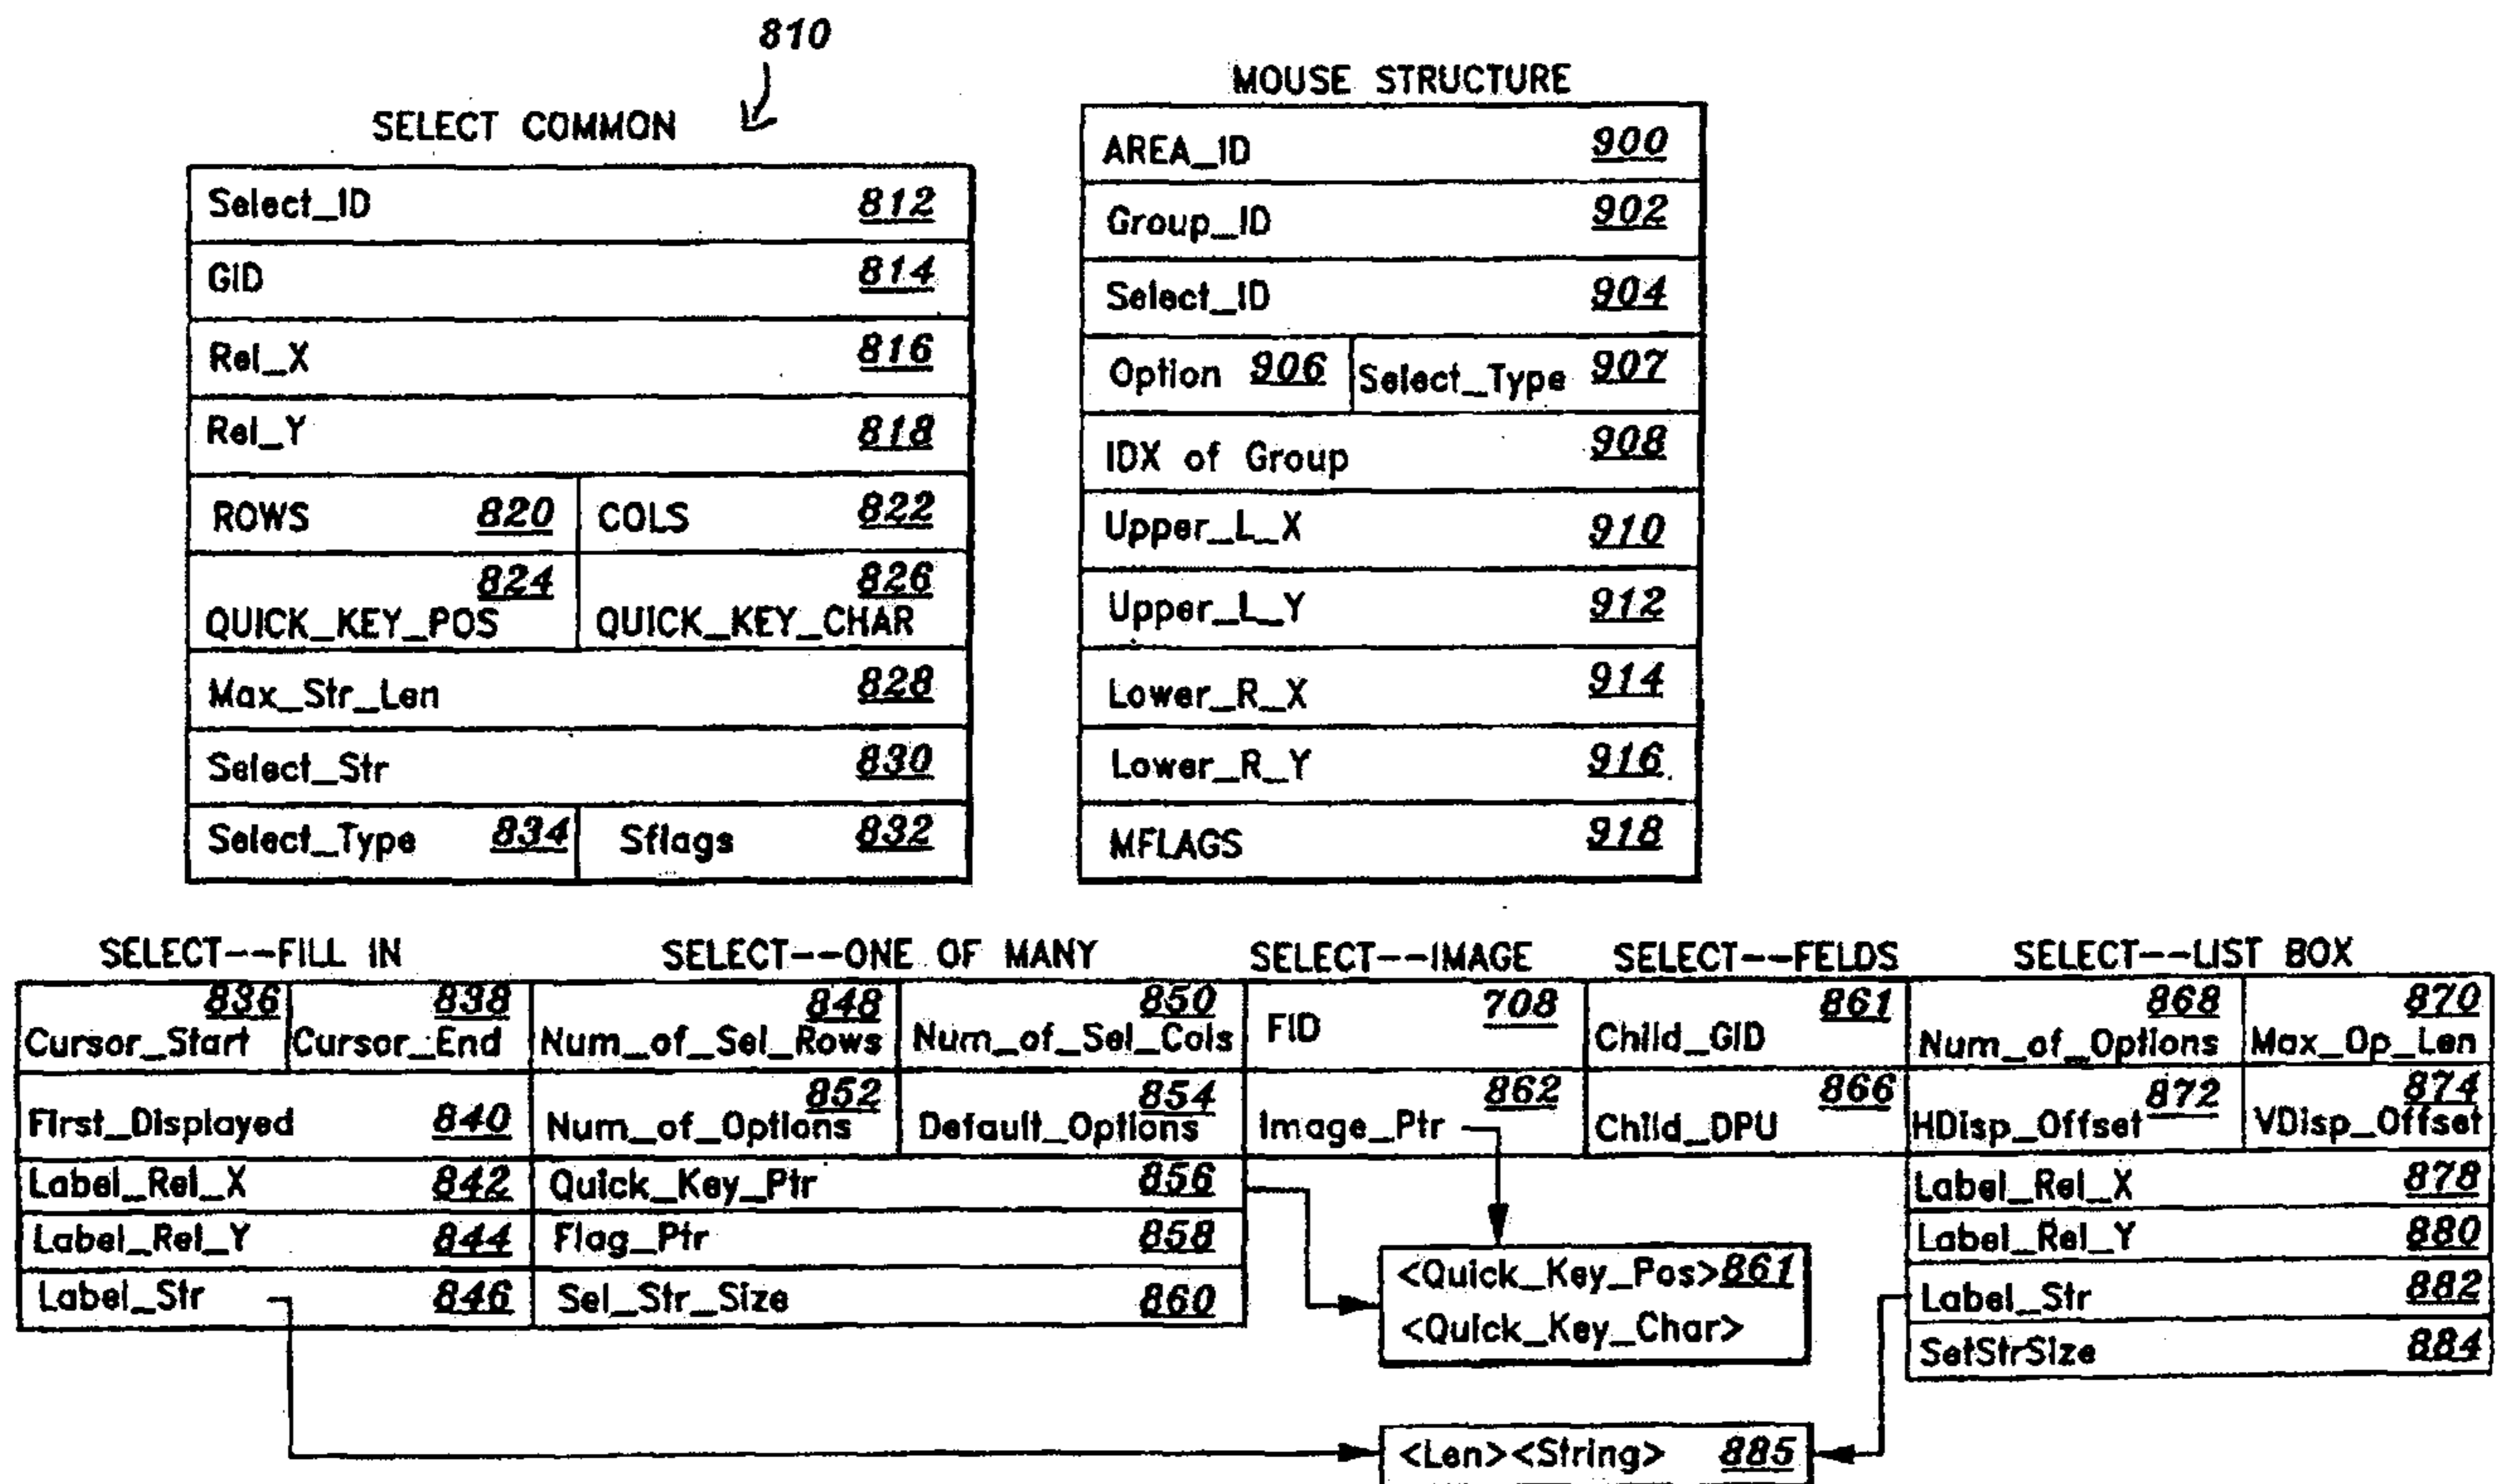 810
SELECT COMMON
Select_ID 812
GID 814
Rel_X 816
Rel_Y 818
ROWS 820 COLS 822
824 826
QUICK_KEY_POS QUICK_KEY_CHAR
Max_Str_Len 828
Select_Str 830
Select_Type 834 Sflags 832
MOUSE STRUCTURE
AREA_ID 900
Group_ID 902
Select_ID 904
Option 906 Select_Type 907
IDX of Group 908
Upper_L_X 910
Upper_L_Y 912
Lower_R_X 914
Lower_R_Y 916
MFLAGS 918
SELECT--FILL IN
836 838
Cursor_Start Cursor_End
First_Displayed 840
Label_Rel_X 842
Label_Rel_Y 844
Label_Str 846
SELECT--ONE OF MANY
848 850
Num_of_Sel_Rows Num_of_Sel_Cols
852 854
Num_of_Options Default_Options
Quick_Key_Ptr 856
Flag_Ptr 858
Sel_Str_Size 860
SELECT--IMAGE
FID 708
862
Image_Ptr
SELECT--FELDS
861
Child_GID
866
Child_DPU
SELECT--LIST BOX
868 870
Num_of_Options Max_Op_Len
872 874
HDisp_Offset VDisp_Offset
Label_Rel_X 878
Label_Rel_Y 880
Label_Str 882
SetStrSize 884
<Quick_Key_Pos> 861
<Quick_Key_Char>
<Len><String> 885